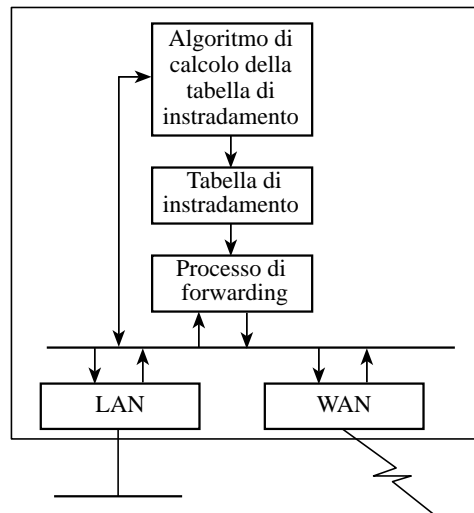 Algoritmo di
calcolo della
tabella di
instradamento
Tabella di
instradamento
Processo di
forwarding
LAN
WAN